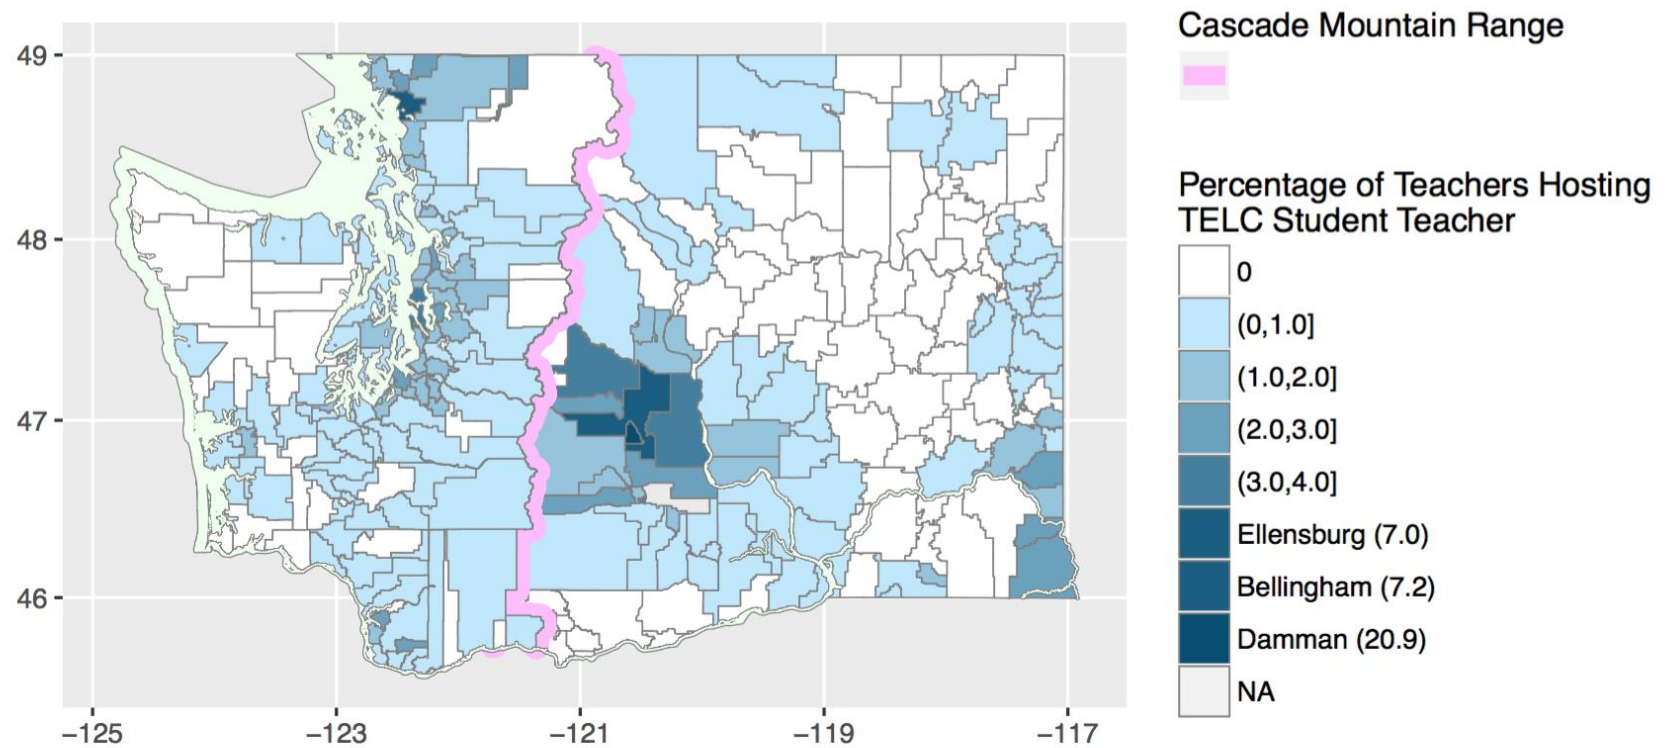 Cascade Mountain Range
Percentage of Teachers Hosting
TELC Student Teacher
0
(0,1.0]
(1.0,2.0]
(2.0,3.0]
(3.0,4.0]
Ellensburg (7.0)
Bellingham (7.2)
Damman (20.9)
NA
49
48
47
46
−125
−123
−121
−119
−117